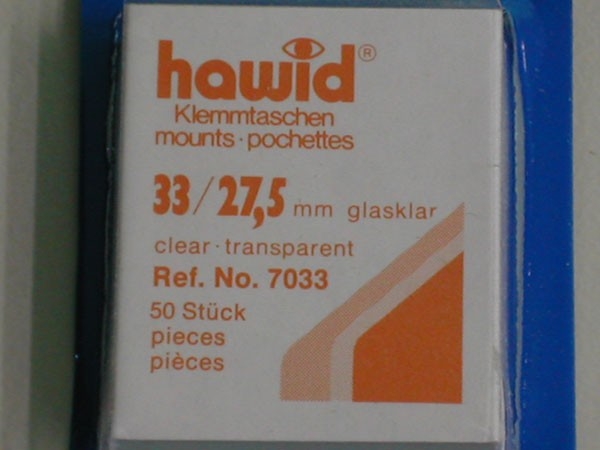 hawid®
Klemmtaschen
mounts·pochettes
33/27,5 mm glasklar
clear·transparent
Ref. No. 7033
50 Stück
pieces
pièces